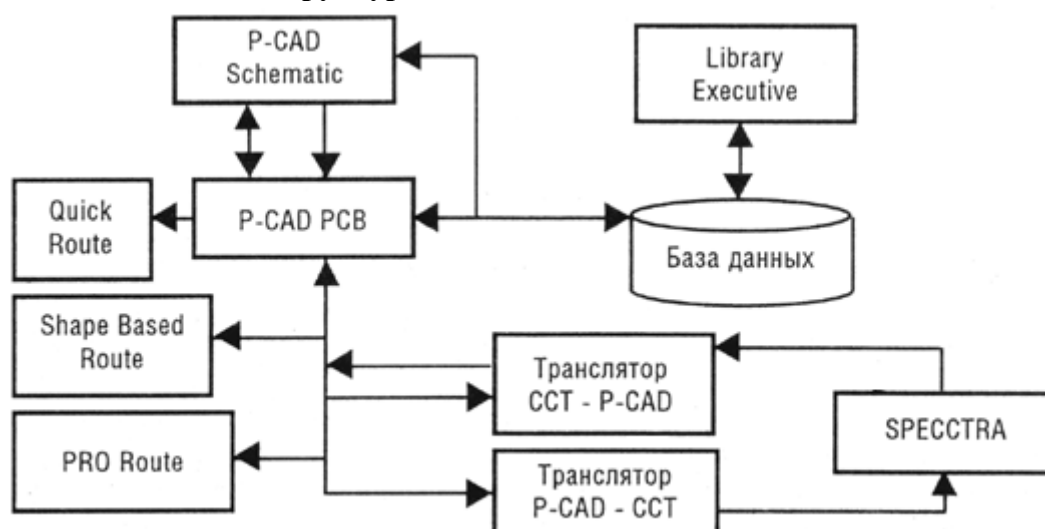 P-CAD
Schematic
Library
Executive
Quick
Route
P-CAD PCB
База данных
Shape Based
Route
Транслятор
CCT - P-CAD
SPECCTRA
PRO Route
Транслятор
P-CAD - CCT